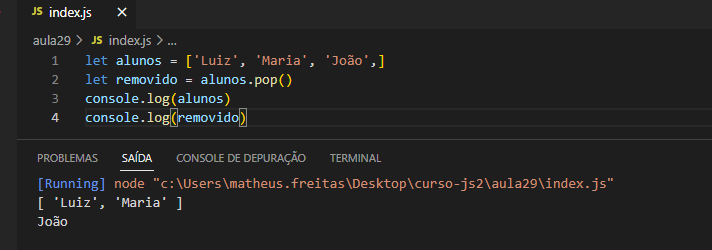 JS index.js ×
aula29 > JS index.js > ...
1 let alunos = ['Luiz', 'Maria', 'João',]
2 let removido = alunos.pop()
3 console.log(alunos)
4 console.log(removido)
PROBLEMAS SAÍDA CONSOLE DE DEPURAÇÃO TERMINAL
[Running] node "c:\Users\matheus.freitas\Desktop\curso-js2\aula29\index.js"
[ 'Luiz', 'Maria' ]
João